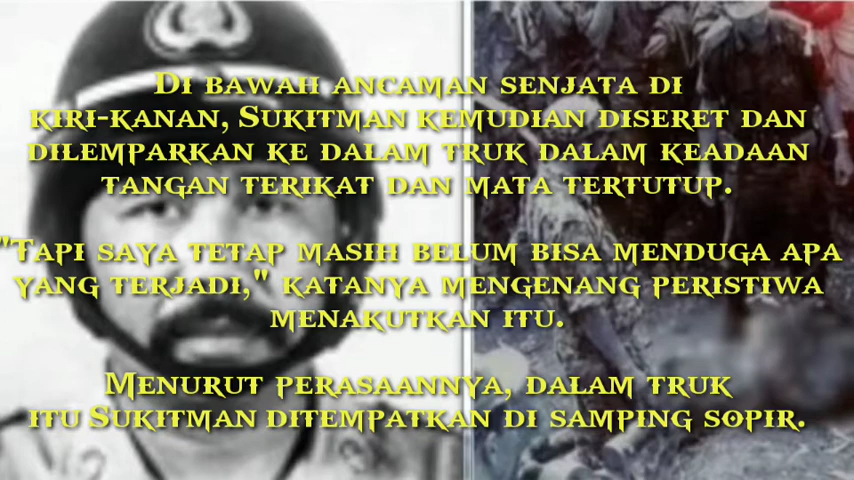 Di bawah ancaman senjata di
kiri-kanan, Sukitman kemudian diseret dan
dilemparkan ke dalam truk dalam keadaan
tangan terikat dan mata tertutup.
"Tapi saya tetap masih belum bisa menduga apa
yang terjadi," katanya mengenang peristiwa
menakutkan itu.
Menurut perasaannya, dalam truk
itu Sukitman ditempatkan di samping sopir.